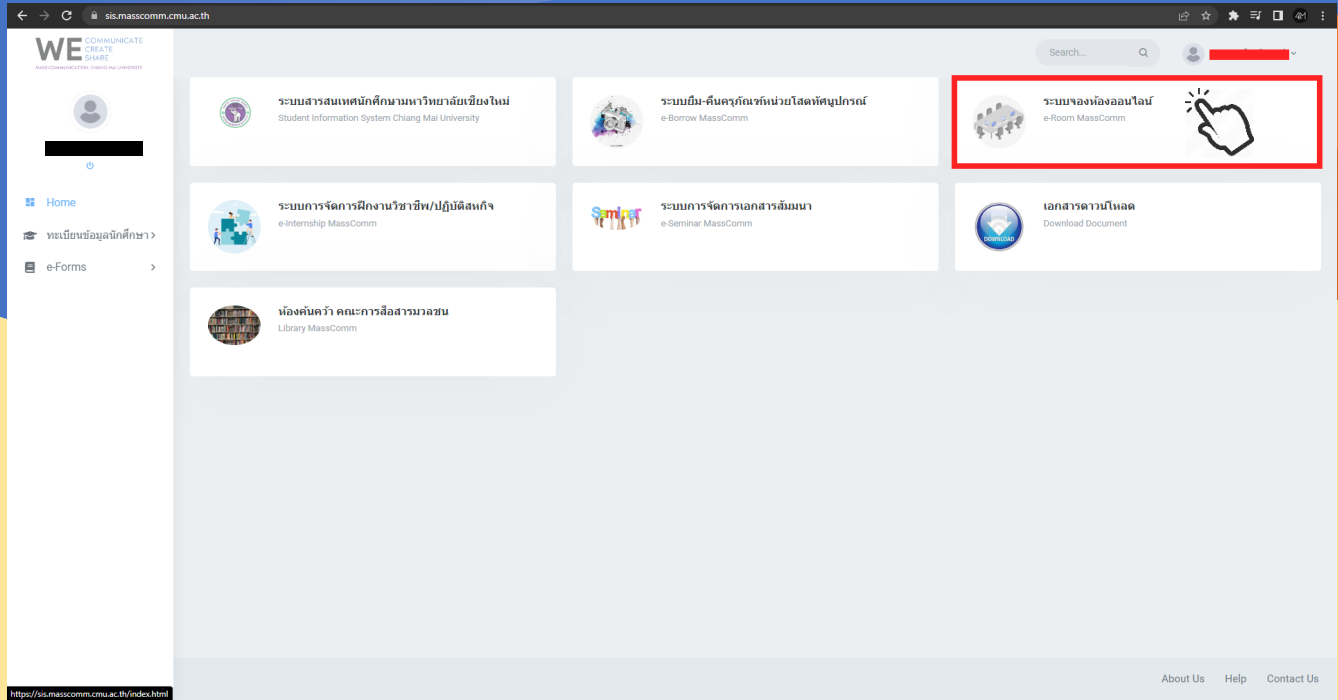 sis.masscomm.cmu.ac.th
WE COMMUNICATE
CREATE
SHARE
MASS COMMUNICATION CHIANG MAI UNIVERSITY
Search...
Home
ทะเบียนข้อมูลนักศึกษา
e-Forms
ระบบสารสนเทศนักศึกษามหาวิทยาลัยเชียงใหม่
Student Information System Chiang Mai University
ระบบยืม-คืนครุภัณฑ์หน่วยโสตทัศนูปกรณ์
e-Borrow MassComm
ระบบจองห้องออนไลน์
e-Room MassComm
ระบบการจัดการฝึกงานวิชาชีพ/ปฏิบัติสหกิจ
e-Internship MassComm
Seminar
ระบบการจัดการเอกสารสัมมนา
e-Seminar MassComm
DOWNLOAD
เอกสารดาวน์โหลด
Download Document
ห้องค้นคว้า คณะการสื่อสารมวลชน
Library MassComm
About Us Help Contact Us
https://sis.masscomm.cmu.ac.th/index.html